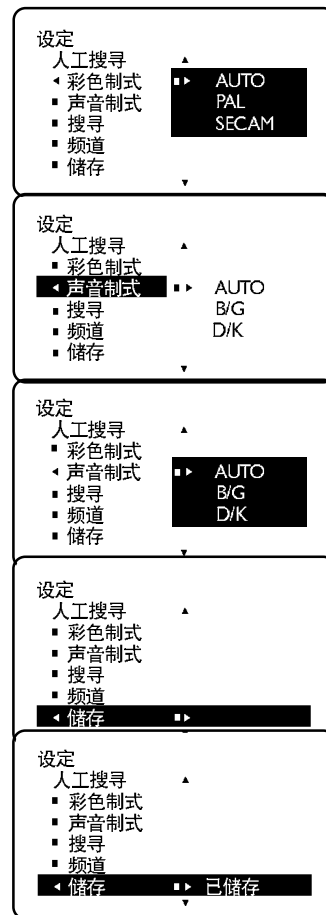 设定
人工搜寻
彩色制式 AUTO
声音制式 PAL
搜寻 SECAM
频道
储存
设定
人工搜寻
彩色制式
声音制式 AUTO
搜寻 B/G
频道 D/K
储存
设定
人工搜寻
彩色制式
声音制式 AUTO
搜寻 B/G
频道 D/K
储存
设定
人工搜寻
彩色制式
声音制式
搜寻
频道
储存
设定
人工搜寻
彩色制式
声音制式
搜寻
频道
储存 已储存